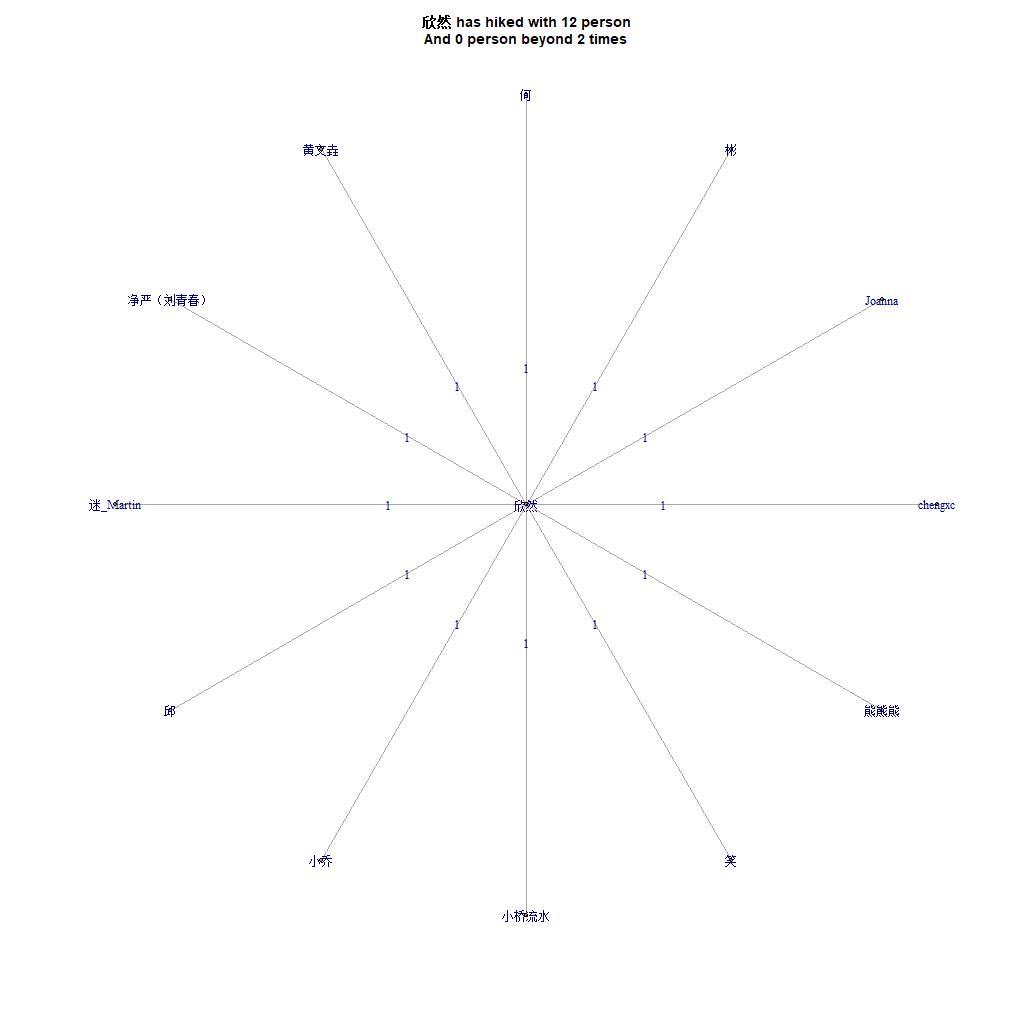 欣然 has hiked with 12 person
And 0 person beyond 2 times
何
黄文垚
彬
净严（刘青春）
Joanna
1
1
1
1
1
迷_Martin
1
欣然
1
chengxc
1
1
1
1
1
邱
熊熊熊
小乔
笑
小桥流水